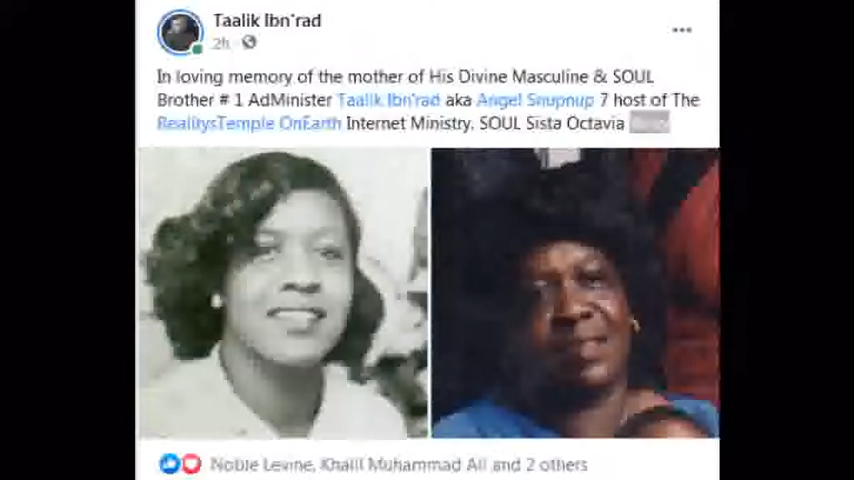 Taalik Ibn'rad
2h
In loving memory of the mother of His Divine Masculine & SOUL
Brother # 1 AdMinister Taalik Ibn'rad aka Angel Snupnup 7 host of The
RealitysTemple OnEarth Internet Ministry. SOUL Sista Octavia
Noble Levine, Khalil Muhammad Ali and 2 others